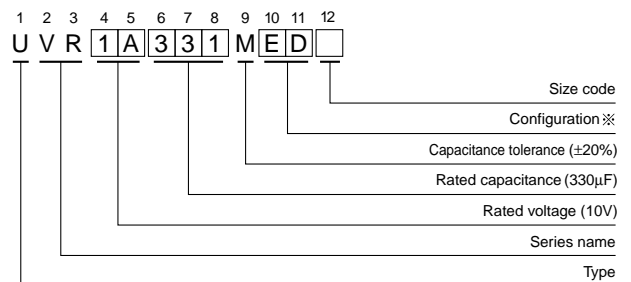 1 2 3 4 5 6 7 8 9 10 11 12
U V R 1 A 3 3 1 M E D
Size code
Configuration※
Capacitance tolerance (±20%)
Rated capacitance (330µF)
Rated voltage (10V)
Series name
Type